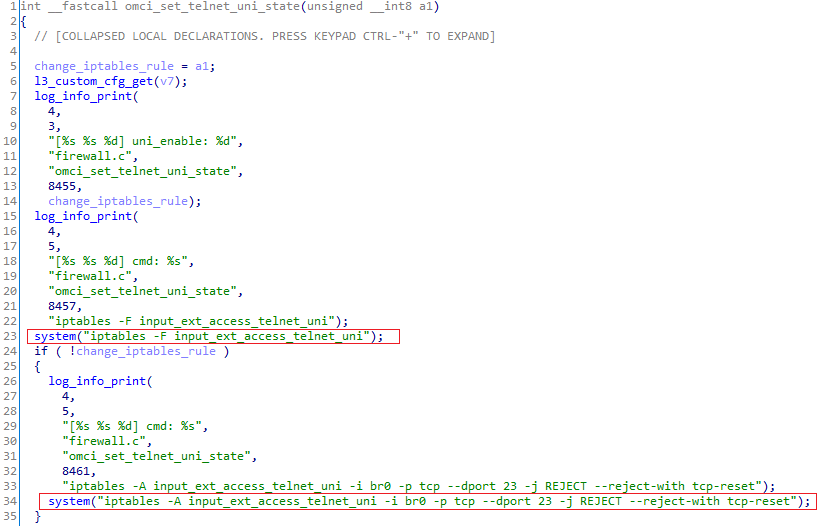 1 int __fastcall omci_set_telnet_uni_state(unsigned __int8 a1)
2 {
3   // [COLLAPSED LOCAL DECLARATIONS. PRESS KEYPAD CTRL-"+" TO EXPAND]
4
5   change_iptables_rule = a1;
6   l3_custom_cfg_get(v7);
7   log_info_print(
8     4,
9     3,
10     "[%s %s %d] uni_enable: %d",
11     "firewall.c",
12     "omci_set_telnet_uni_state",
13     8455,
14     change_iptables_rule);
15   log_info_print(
16     4,
17     5,
18     "[%s %s %d] cmd: %s",
19     "firewall.c",
20     "omci_set_telnet_uni_state",
21     8457,
22     "iptables -F input_ext_access_telnet_uni");
23   system("iptables -F input_ext_access_telnet_uni");
24   if ( !change_iptables_rule )
25   {
26     log_info_print(
27       4,
28       5,
29       "[%s %s %d] cmd: %s",
30       "firewall.c",
31       "omci_set_telnet_uni_state",
32       8461,
33       "iptables -A input_ext_access_telnet_uni -i br0 -p tcp --dport 23 -j REJECT --reject-with tcp-reset");
34     system("iptables -A input_ext_access_telnet_uni -i br0 -p tcp --dport 23 -j REJECT --reject-with tcp-reset");
35   }